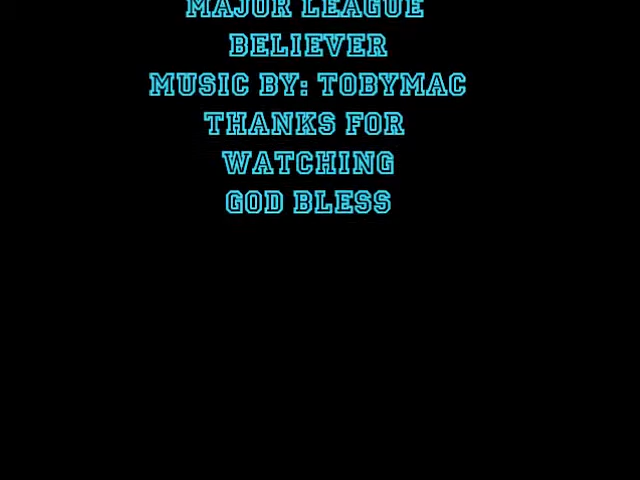 MAJOR LEAGUE
BELIEVER
MUSIC BY: TOBYMAC
THANKS FOR
WATCHING
GOD BLESS